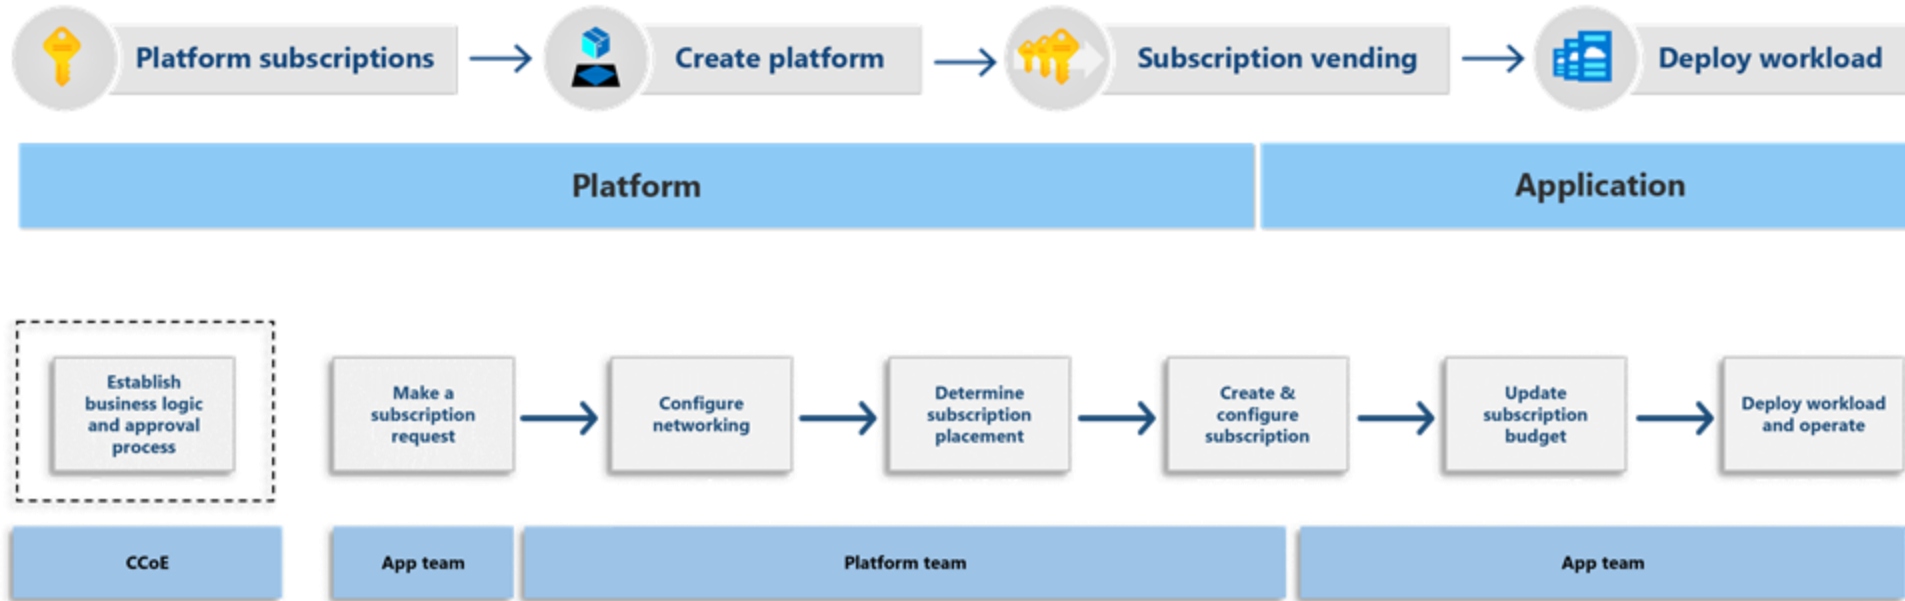 Platform subscriptions
Create platform
Subscription vending
Deploy workload
Platform
Application
Establish
business logic
and approval
process
Make a
subscription
request
Configure
networking
Determine
subscription
placement
Create &
configure
subscription
Update
subscription
budget
Deploy workload
and operate
CCoE
App team
Platform team
App team